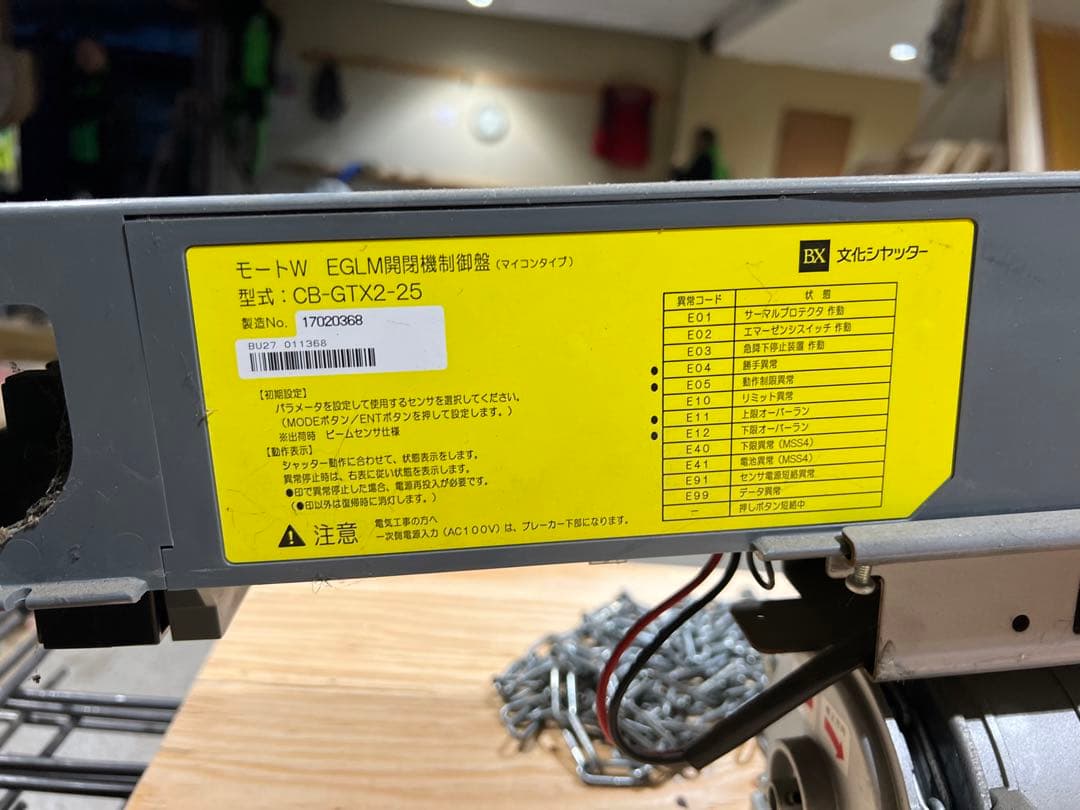 モートW EGLM開閉機制御盤(マイコンタイプ)
型式:CB-GTX2-25
製造No. 17020368
BU27 011368
【初期設定】
パラメータを設定して使用するセンサを選択してください。
(MODEボタン/ENTボタンを押して設定します。)
※出荷時 ビームセンサ仕様
【動作表示】
シャッター動作に合わせて、状態表示をします。
異常停止時は、右表に従い状態を表示します。
●印で異常停止した場合、電源再投入が必要です。
(●印以外は復帰時に消灯します。)
注意
電気工事の方へ
一次側電源入力(AC100V)は、ブレーカー下部になります。
BX 文化シヤッター
異常コード 状態
E01 サーマルプロテクタ 作動
E02 エマーゼンシスイッチ 作動
E03 急降下停止装置 作動
● E04 勝手異常
● E05 動作制限異常
E10 リミット異常
● E11 上限オーバーラン
● E12 下限オーバーラン
E40 下限異常(MSS4)
E41 電池異常(MSS4)
E91 センサ電源短絡異常
E99 データ異常
— 押しボタン短絡中